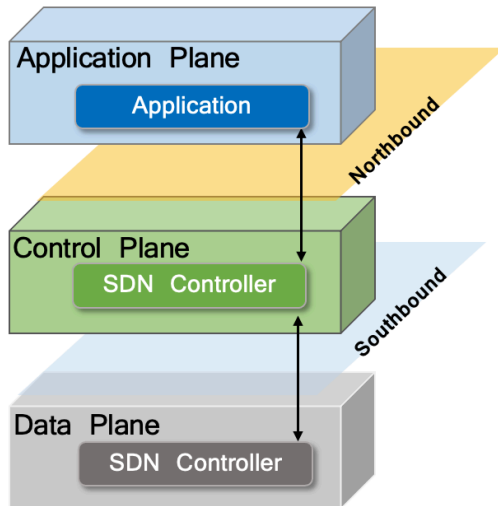 Application Plane
Application
Northbound
Control Plane
SDN Controller
Southbound
Data Plane
SDN Controller